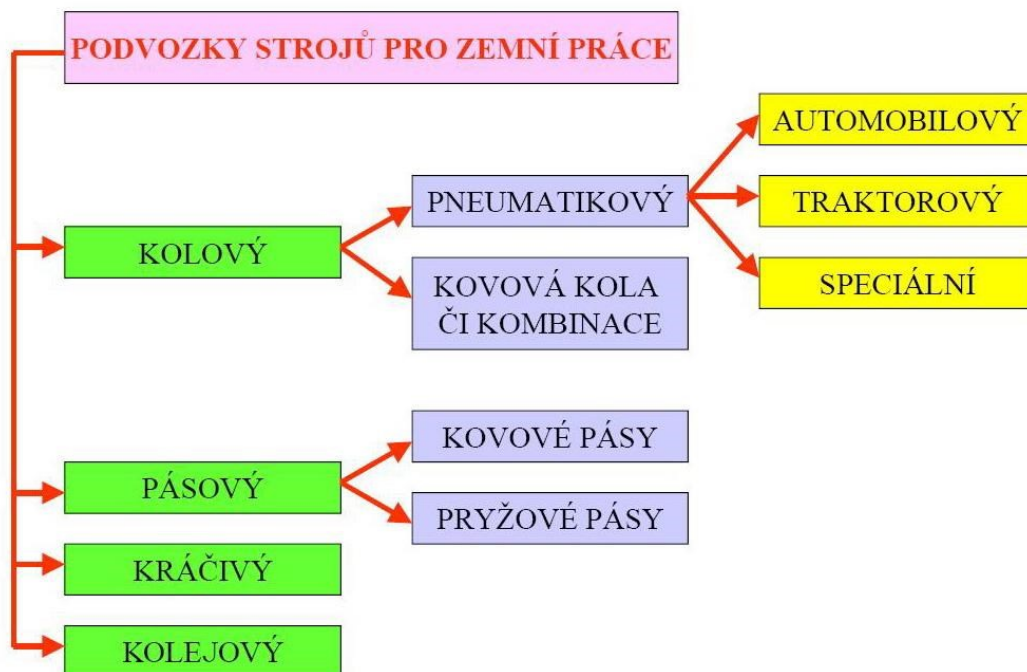 PODVOZKY STROJŮ PRO ZEMNÍ PRÁCE
KOLOVÝ
PNEUMATIKOVÝ
AUTOMOBILOVÝ
TRAKTOROVÝ
SPECIÁLNÍ
KOVOVÁ KOLA
ČI KOMBINACE
PÁSOVÝ
KOVOVÉ PÁSY
PRYŽOVÉ PÁSY
KRÁČIVÝ
KOLEJOVÝ